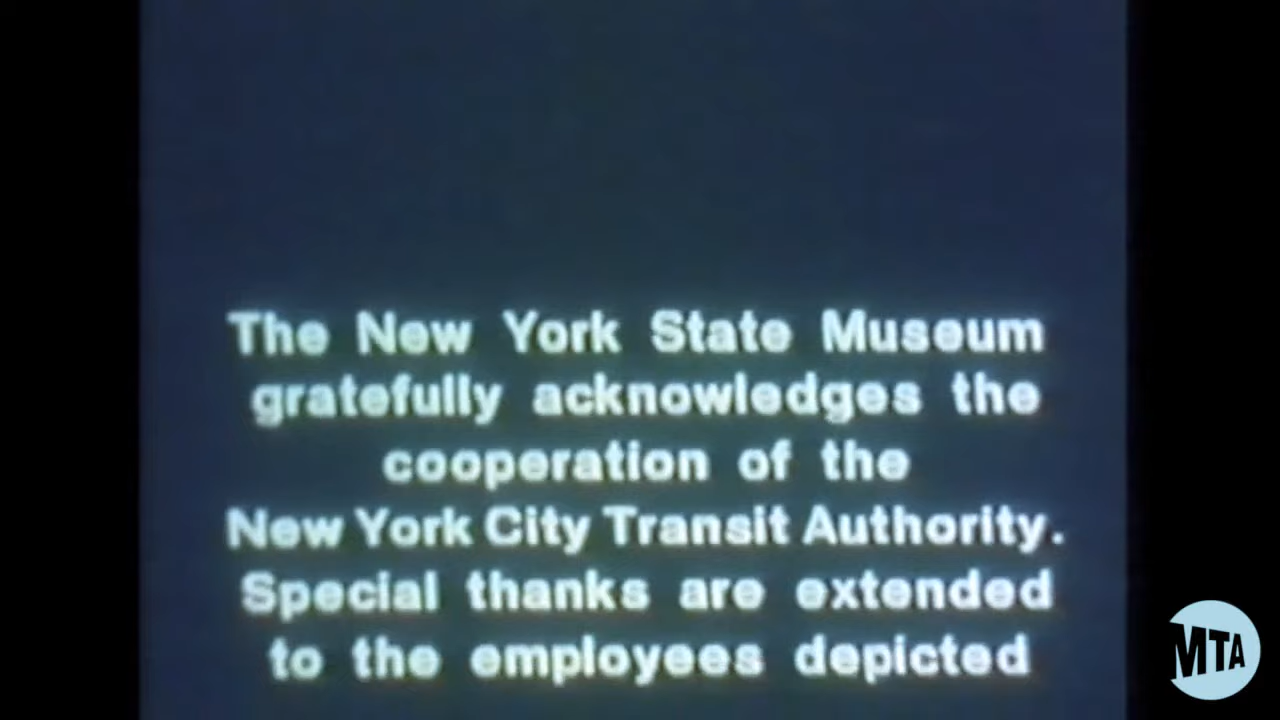 The New York State Museum
gratefully acknowledges the
cooperation of the
New York City Transit Authority.
Special thanks are extended
to the employees depicted
MTA